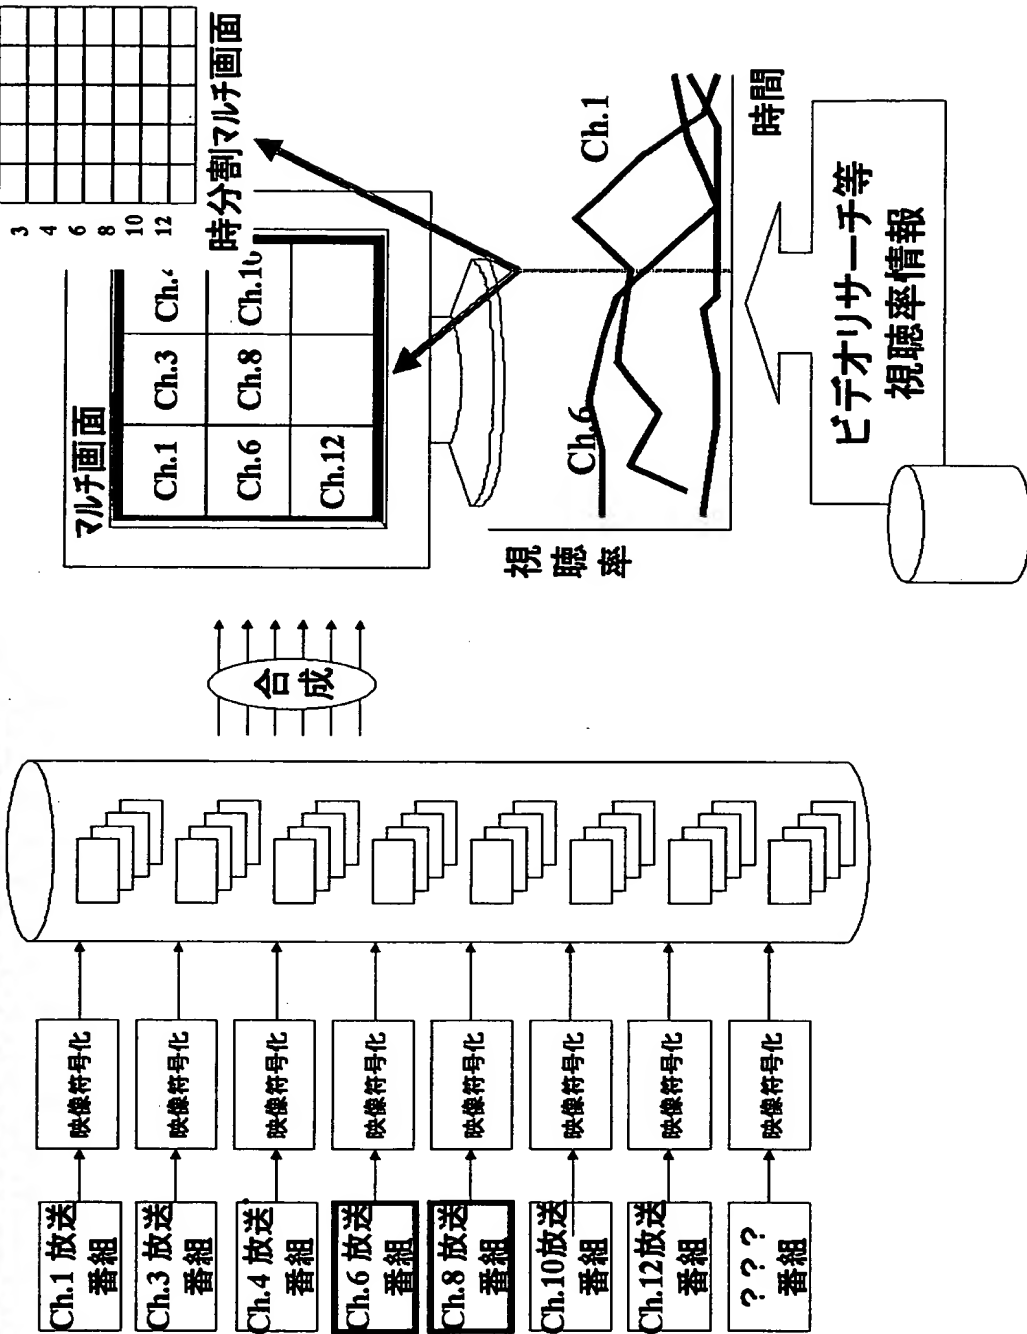 Ch.1 放送
番組
Ch.3 放送
番組
Ch.4 放送
番組
Ch.6 放送
番組
Ch.8 放送
番組
Ch.10放送
番組
Ch.12放送
番組
? ? ?
番組
映像符号化
映像符号化
映像符号化
映像符号化
映像符号化
映像符号化
映像符号化
映像符号化
合成
マルチ画面
Ch.1
Ch.3
Ch.6
Ch.8
Ch.10
Ch.12
3
4
6
8
10
12
時分割マルチ画面
視聴率
Ch.6
Ch.1
時間
ビデオリサーチ等
視聴率情報